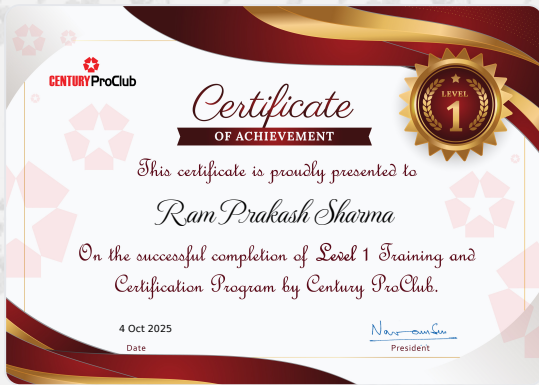 CENTURY ProClub
Certificate
OF ACHIEVEMENT
LEVEL
1
This certificate is proudly presented to
Ram Prakash Sharma
On the successful completion of Level 1 Training and
Certification Program by Century ProClub.
4 Oct 2025
Date
President